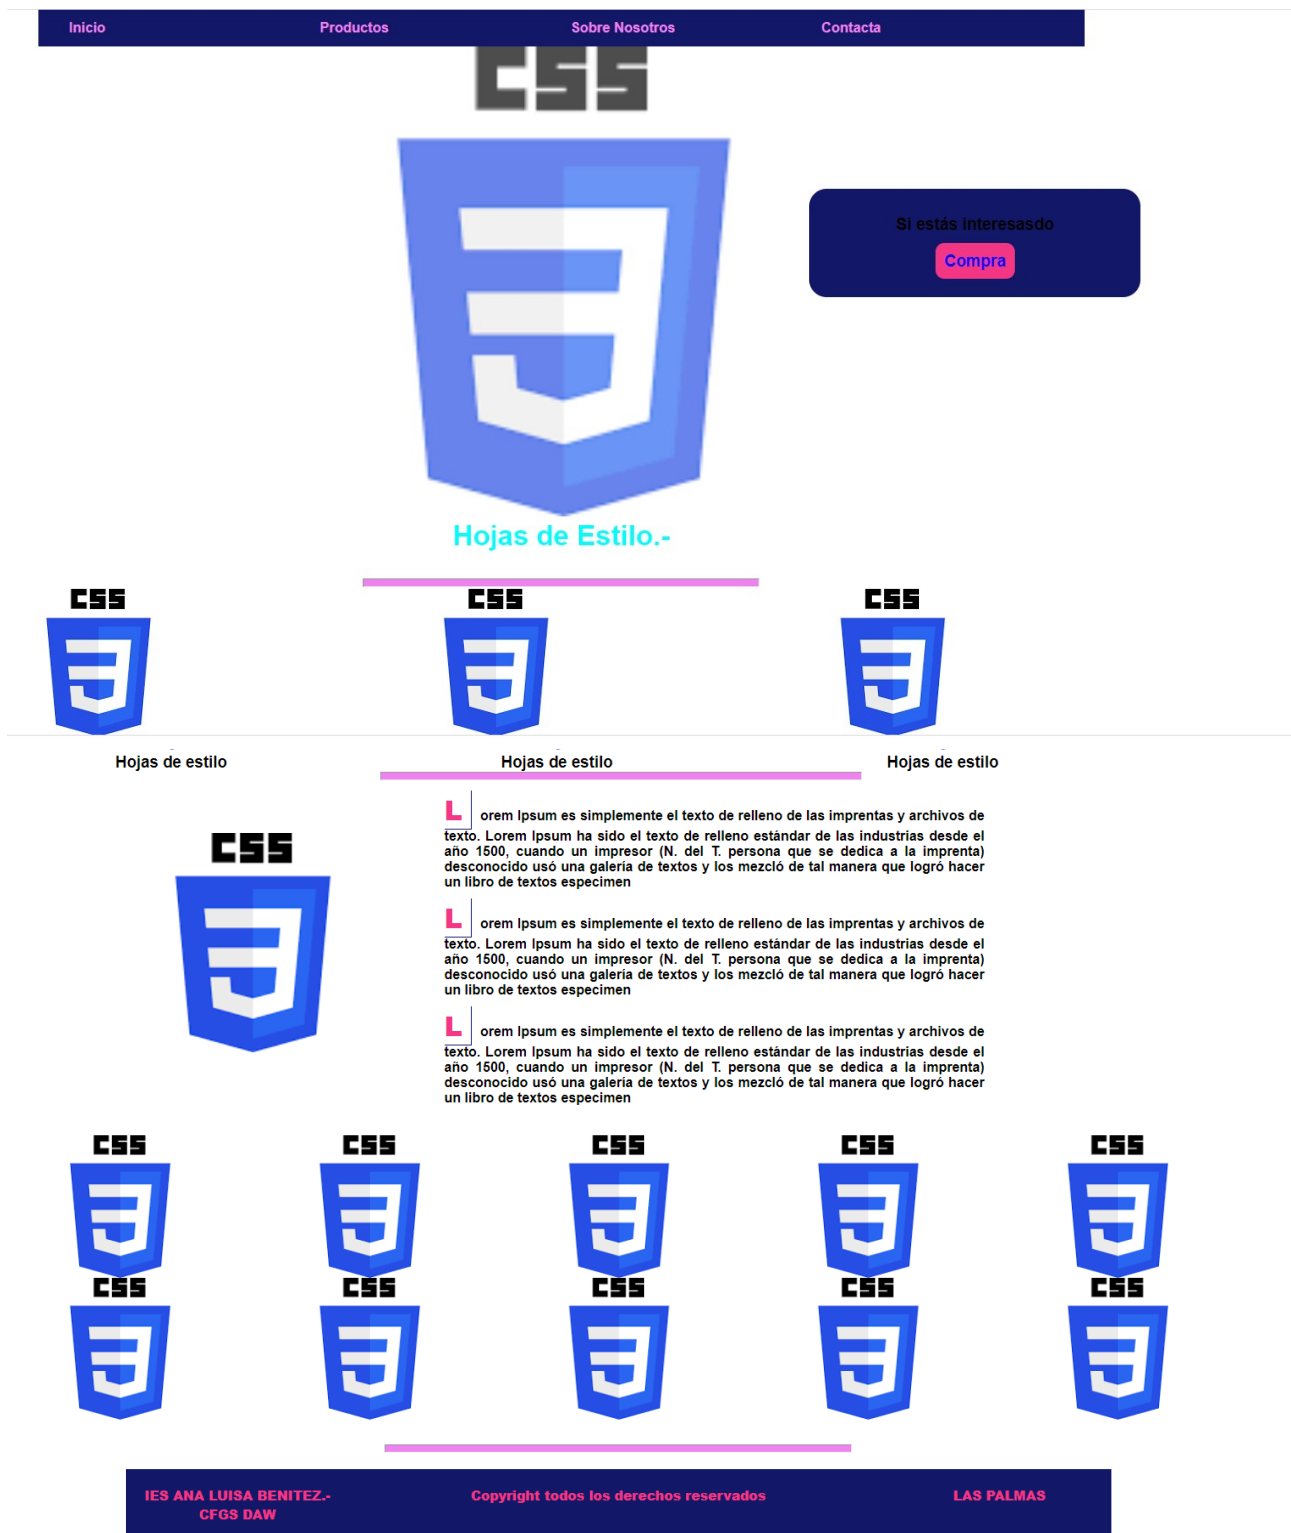 Inicio Productos Sobre Nosotros Contacta
CSS
Si estás interesasdo
Compra
Hojas de Estilo.-
CSS CSS CSS
Hojas de estilo Hojas de estilo Hojas de estilo
CSS
Lorem Ipsum es simplemente el texto de relleno de las imprentas y archivos de
texto. Lorem Ipsum ha sido el texto de relleno estándar de las industrias desde el
año 1500, cuando un impresor (N. del T. persona que se dedica a la imprenta)
desconocido usó una galería de textos y los mezcló de tal manera que logró hacer
un libro de textos especimen
Lorem Ipsum es simplemente el texto de relleno de las imprentas y archivos de
texto. Lorem Ipsum ha sido el texto de relleno estándar de las industrias desde el
año 1500, cuando un impresor (N. del T. persona que se dedica a la imprenta)
desconocido usó una galería de textos y los mezcló de tal manera que logró hacer
un libro de textos especimen
Lorem Ipsum es simplemente el texto de relleno de las imprentas y archivos de
texto. Lorem Ipsum ha sido el texto de relleno estándar de las industrias desde el
año 1500, cuando un impresor (N. del T. persona que se dedica a la imprenta)
desconocido usó una galería de textos y los mezcló de tal manera que logró hacer
un libro de textos especimen
CSS CSS CSS CSS CSS
CSS CSS CSS CSS CSS
IES ANA LUISA BENITEZ.- Copyright todos los derechos reservados LAS PALMAS
CFGS DAW